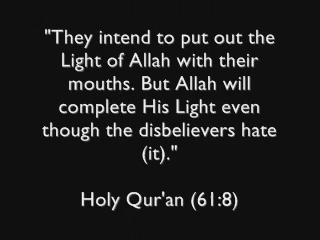 "They intend to put out the
Light of Allah with their
mouths. But Allah will
complete His Light even
though the disbelievers hate
(it)."
Holy Qur'an (61:8)